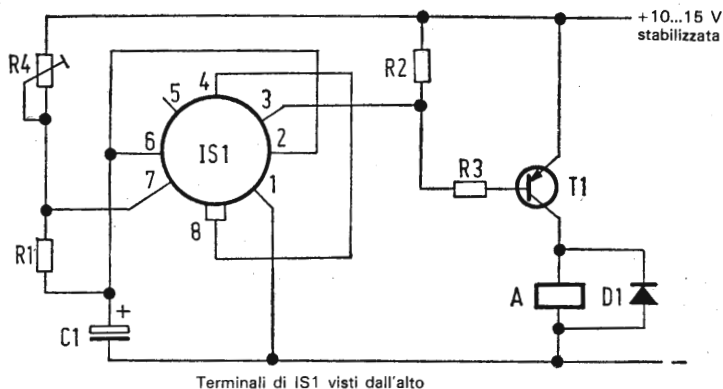 +10...15 V
stabilizzata
R4
R2
4
5
3
6
IS1
2
7
1
8
R3
T1
R1
A
D1
+
C1
−
Terminali di IS1 visti dall'alto